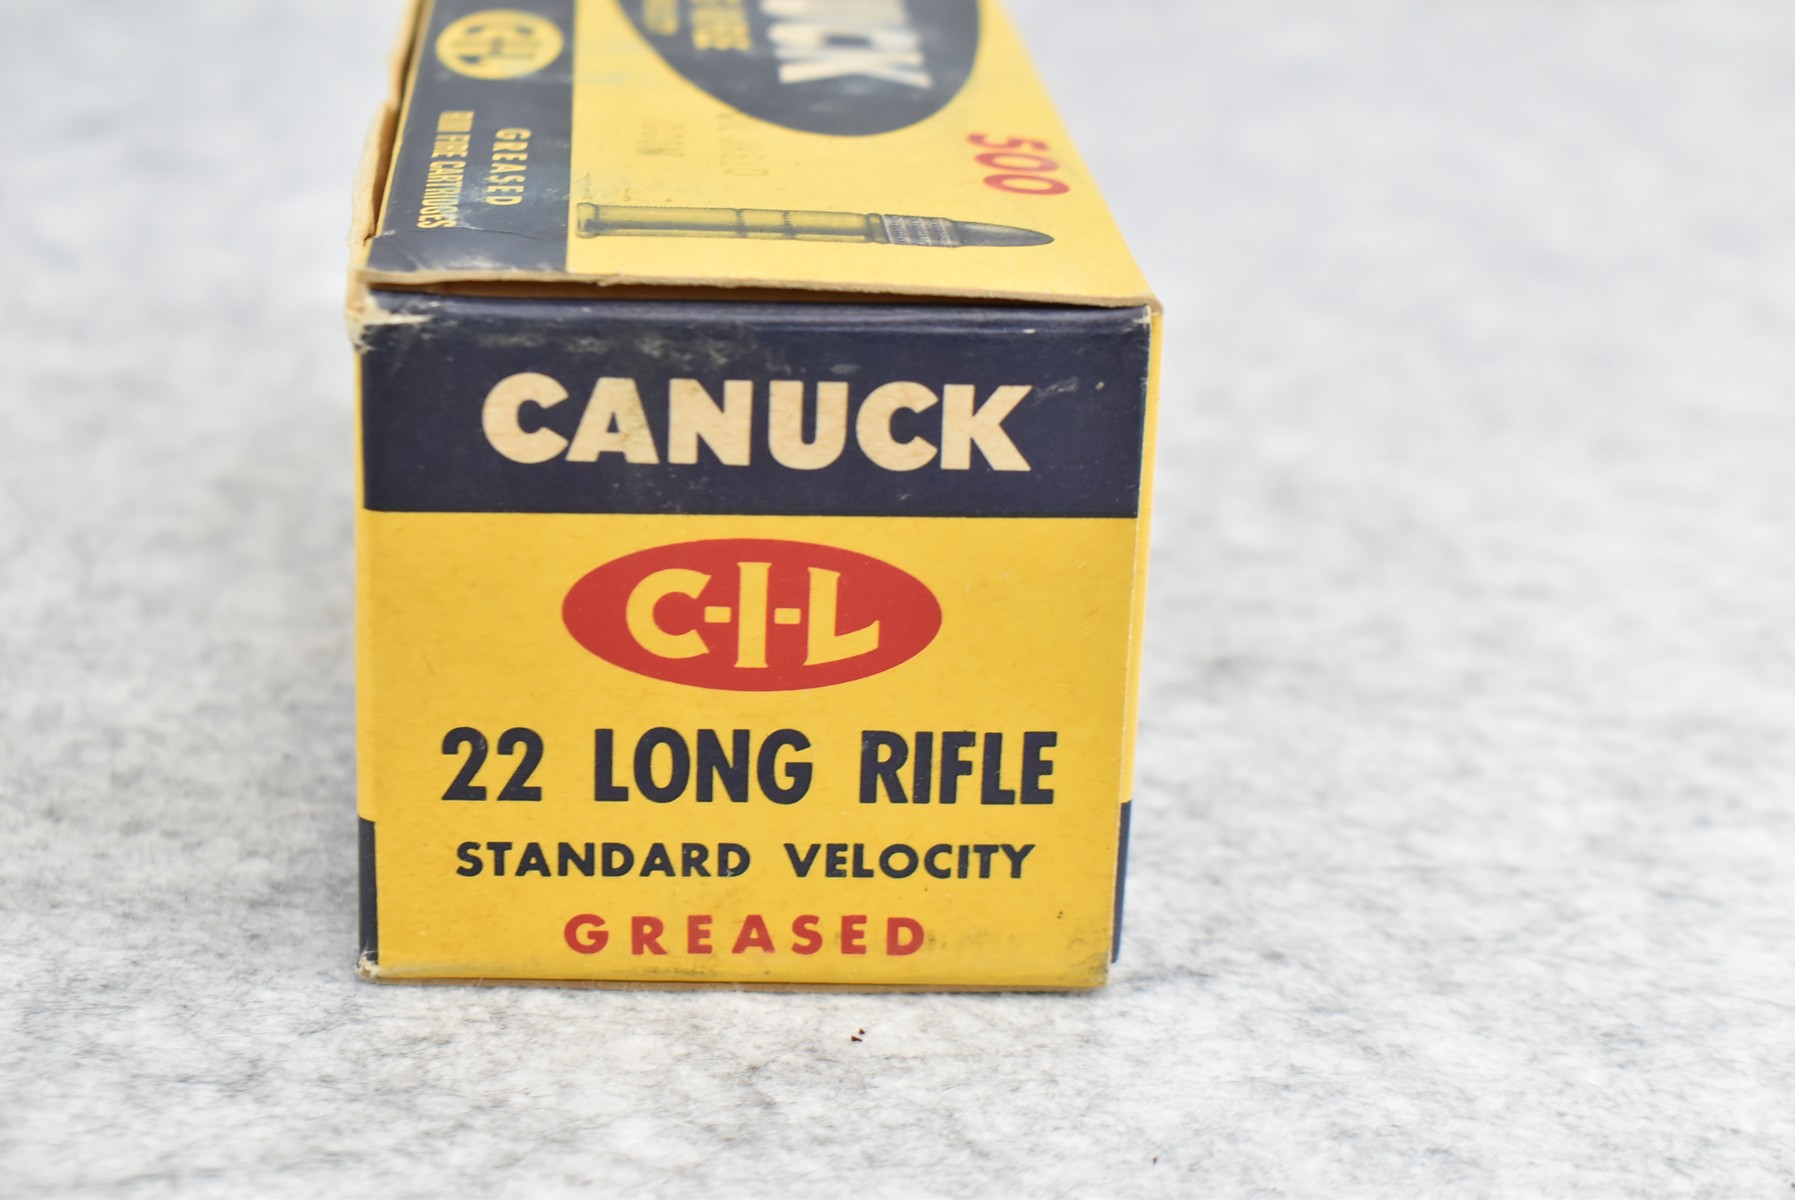 C-I-L
GREASED
RIM FIRE CARTRIDGES
500
CANUCK
C-I-L
22 LONG RIFLE
STANDARD VELOCITY
GREASED